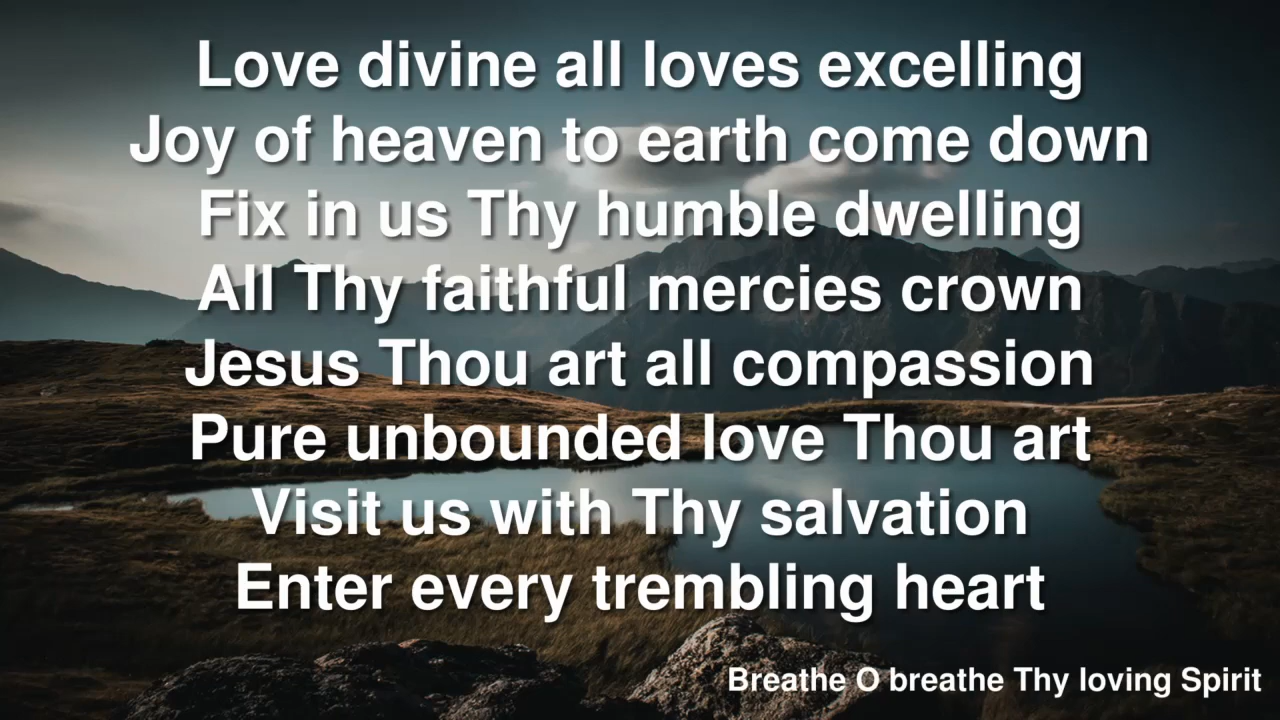 Love divine all loves excelling
Joy of heaven to earth come down
Fix in us Thy humble dwelling
All Thy faithful mercies crown
Jesus Thou art all compassion
Pure unbounded love Thou art
Visit us with Thy salvation
Enter every trembling heart
Breathe O breathe Thy loving Spirit